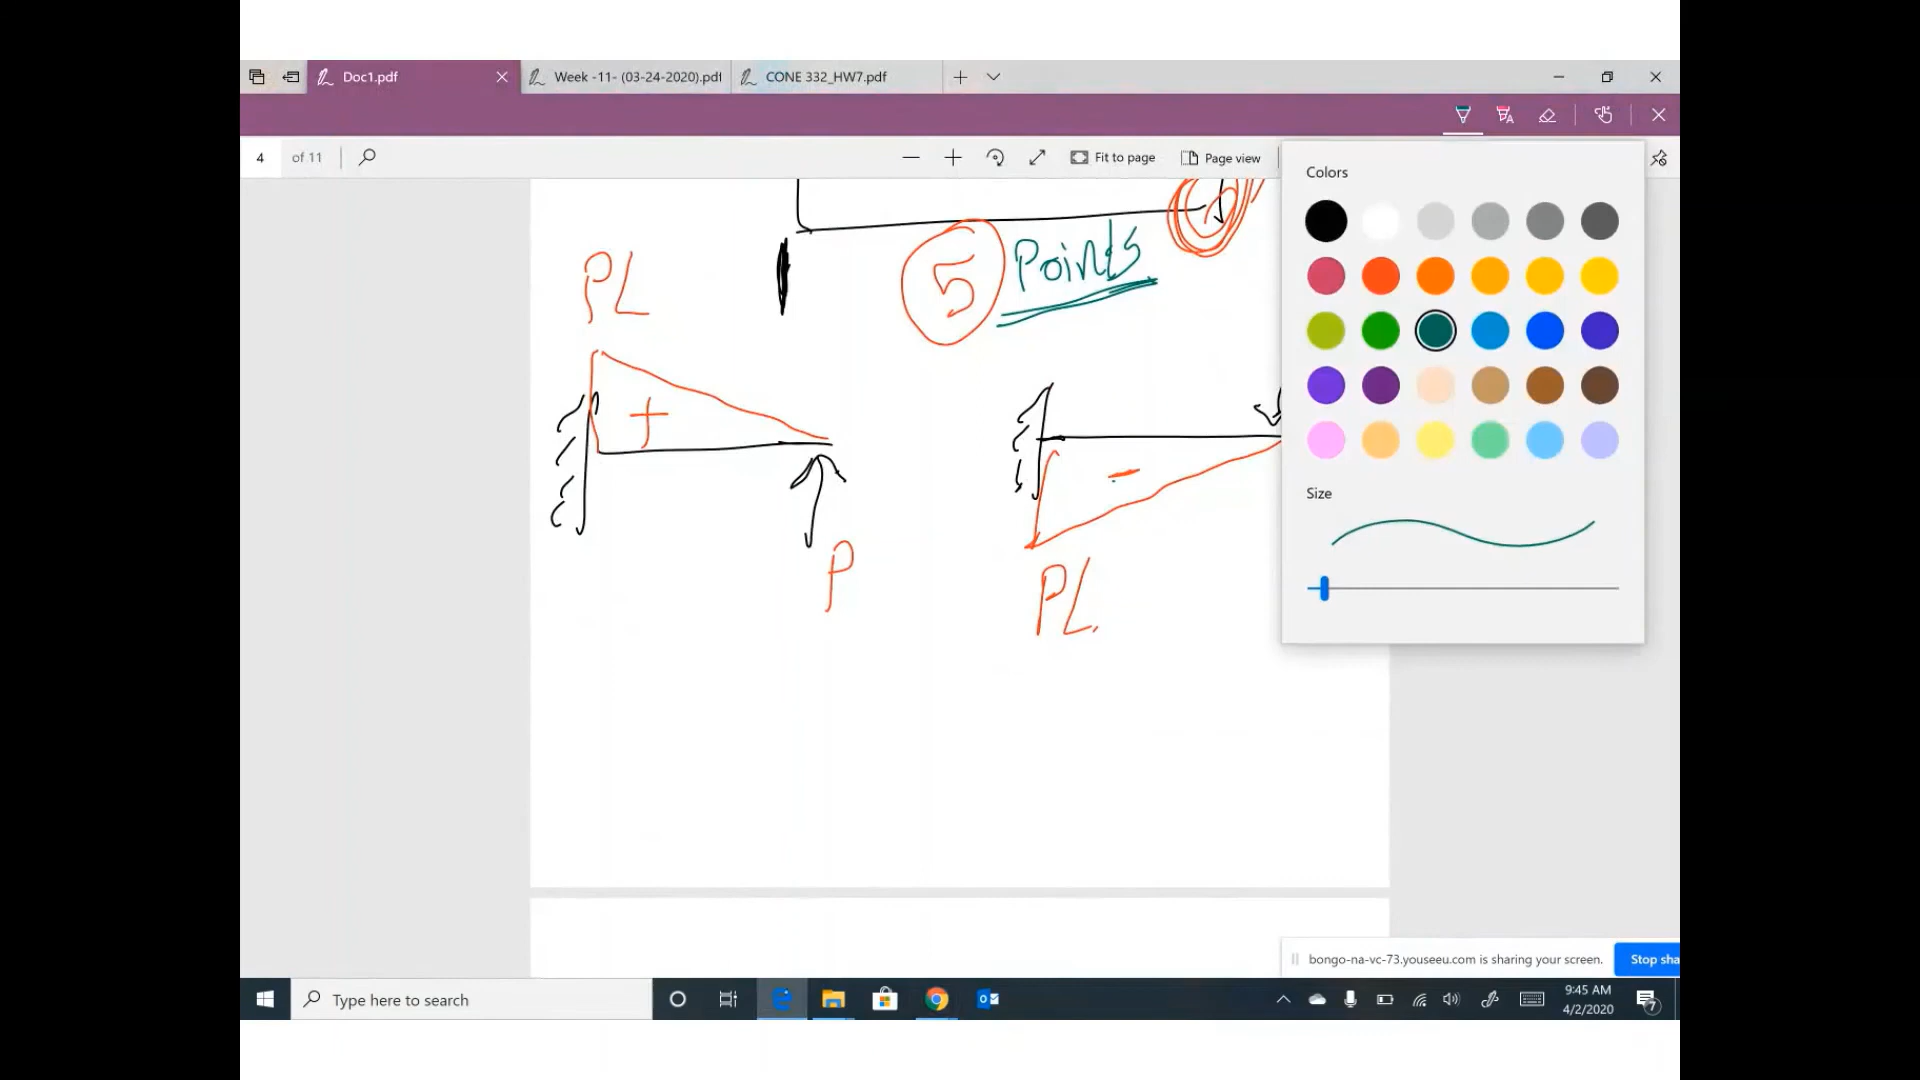 Doc1.pdf
Week -11- (03-24-2020).pdf
CONE 332_HW7.pdf
4 of 11
Fit to page
Page view
Colors
Size
PL
5 Points
+
-
P
PL
bongo-na-vc-73.youseeu.com is sharing your screen.
Stop sha
Type here to search
9:45 AM
4/2/2020
7